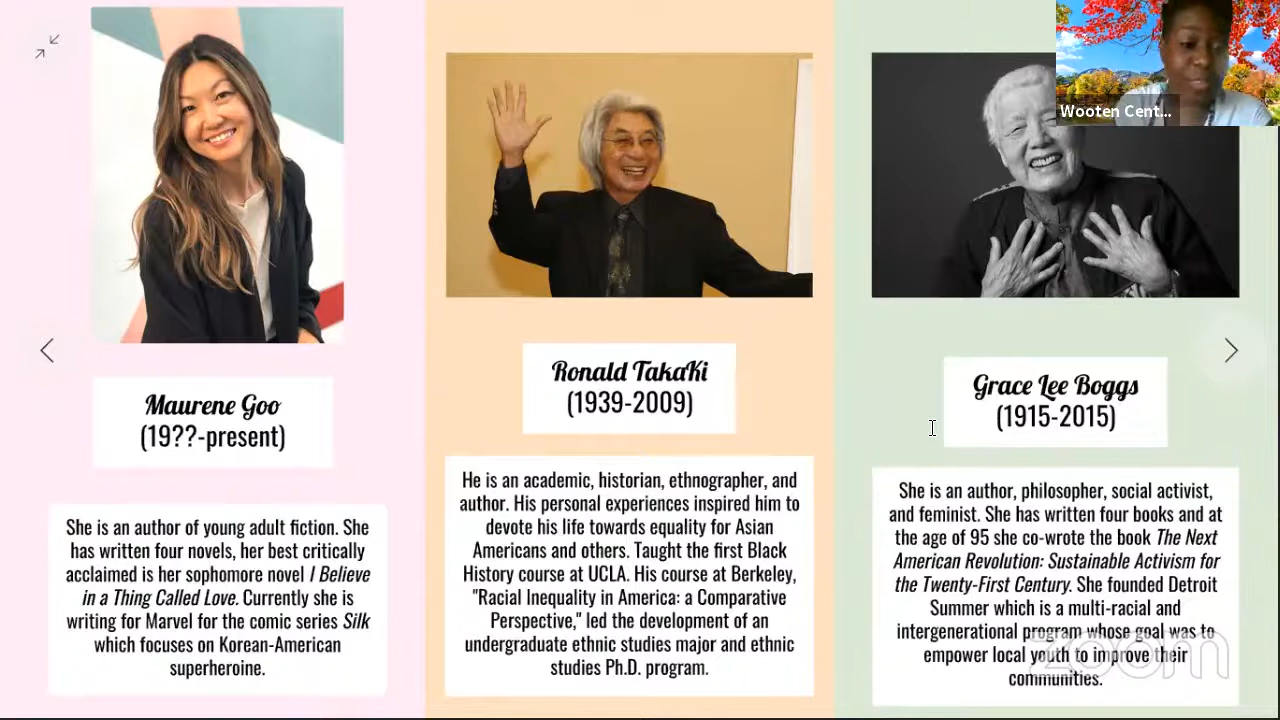 Wooten Cent...
Maurene Goo
(19??-present)
She is an author of young adult fiction. She
has written four novels, her best critically
acclaimed is her sophomore novel I Believe
in a Thing Called Love. Currently she is
writing for Marvel for the comic series Silk
which focuses on Korean-American
superheroine.
Ronald TakaKi
(1939-2009)
He is an academic, historian, ethnographer, and
author. His personal experiences inspired him to
devote his life towards equality for Asian
Americans and others. Taught the first Black
History course at UCLA. His course at Berkeley,
"Racial Inequality in America: a Comparative
Perspective," led the development of an
undergraduate ethnic studies major and ethnic
studies Ph.D. program.
Grace Lee Boggs
(1915-2015)
She is an author, philosopher, social activist,
and feminist. She has written four books and at
the age of 95 she co-wrote the book The Next
American Revolution: Sustainable Activism for
the Twenty-First Century. She founded Detroit
Summer which is a multi-racial and
intergenerational program whose goal was to
empower local youth to improve their
communities.
zoom